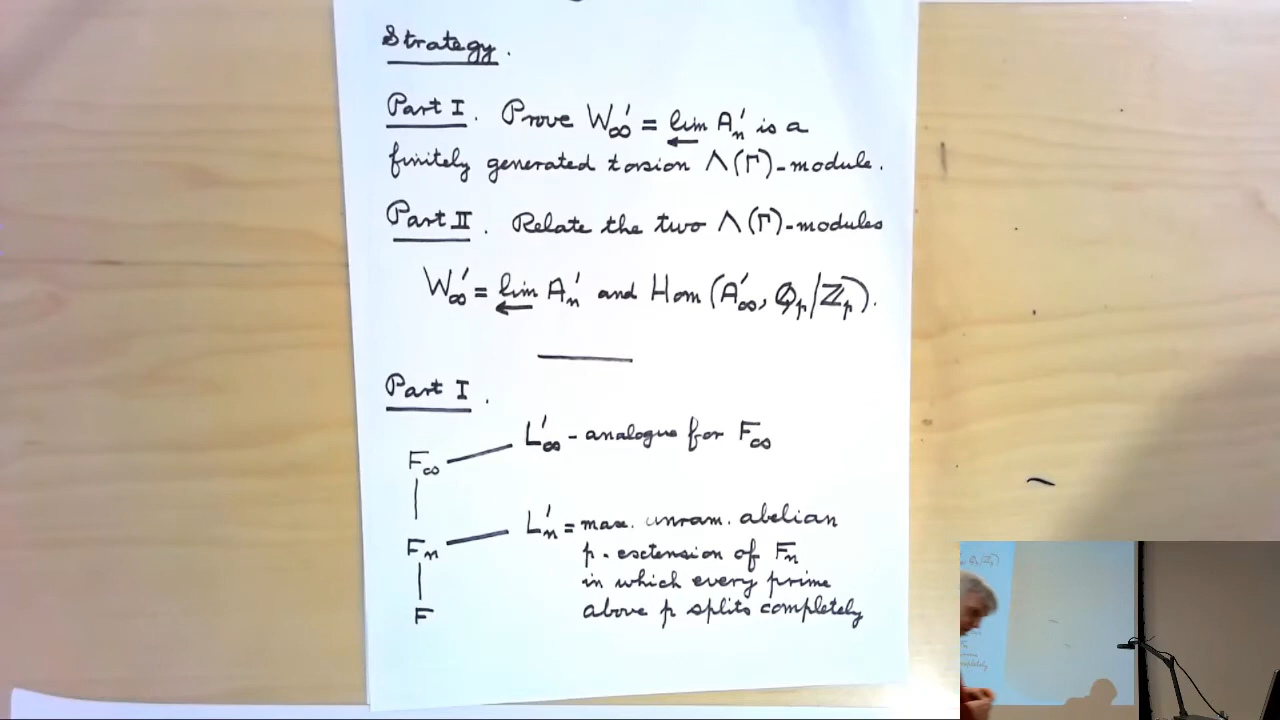 Strategy.
Part I. Prove W'∞ = lim← A'n is a
finitely generated torsion Λ(Γ)-module.
Part II. Relate the two Λ(Γ)-modules
W'∞ = lim← A'n and Hom(A'∞, ℚp/ℤp).
Part I.
L'∞ - analogue for F∞
F∞
L'n = max. unram. abelian
Fn p-esctension of Fn
in which every prime
F above p splits completely